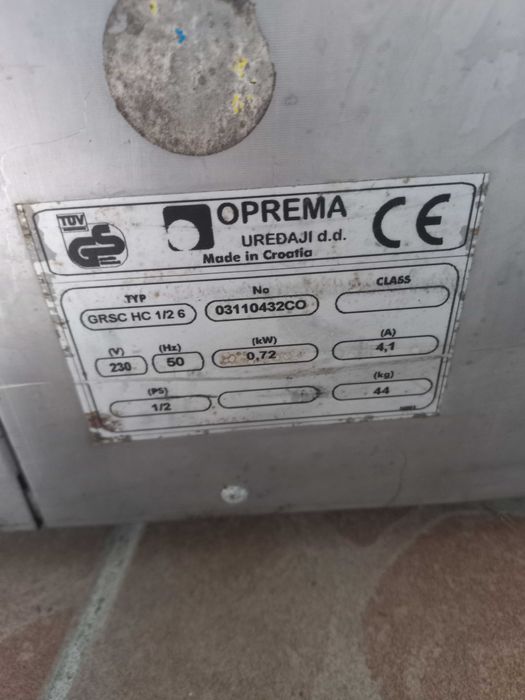 TÜV
GS
OPREMA
UREĐAJI d.d.
Made in Croatia
CE
TYP
GRSC HC 1/2 6
No
03110432CO
CLASS
(V)
230
(Hz)
50
(kW)
0,72
(A)
4,1
(PS)
1/2
(kg)
44